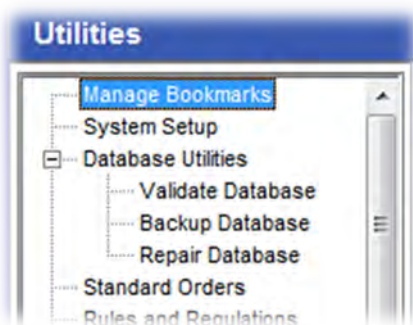 Utilities
Manage Bookmarks
System Setup
Database Utilities
Validate Database
Backup Database
Repair Database
Standard Orders
Rules and Regulations